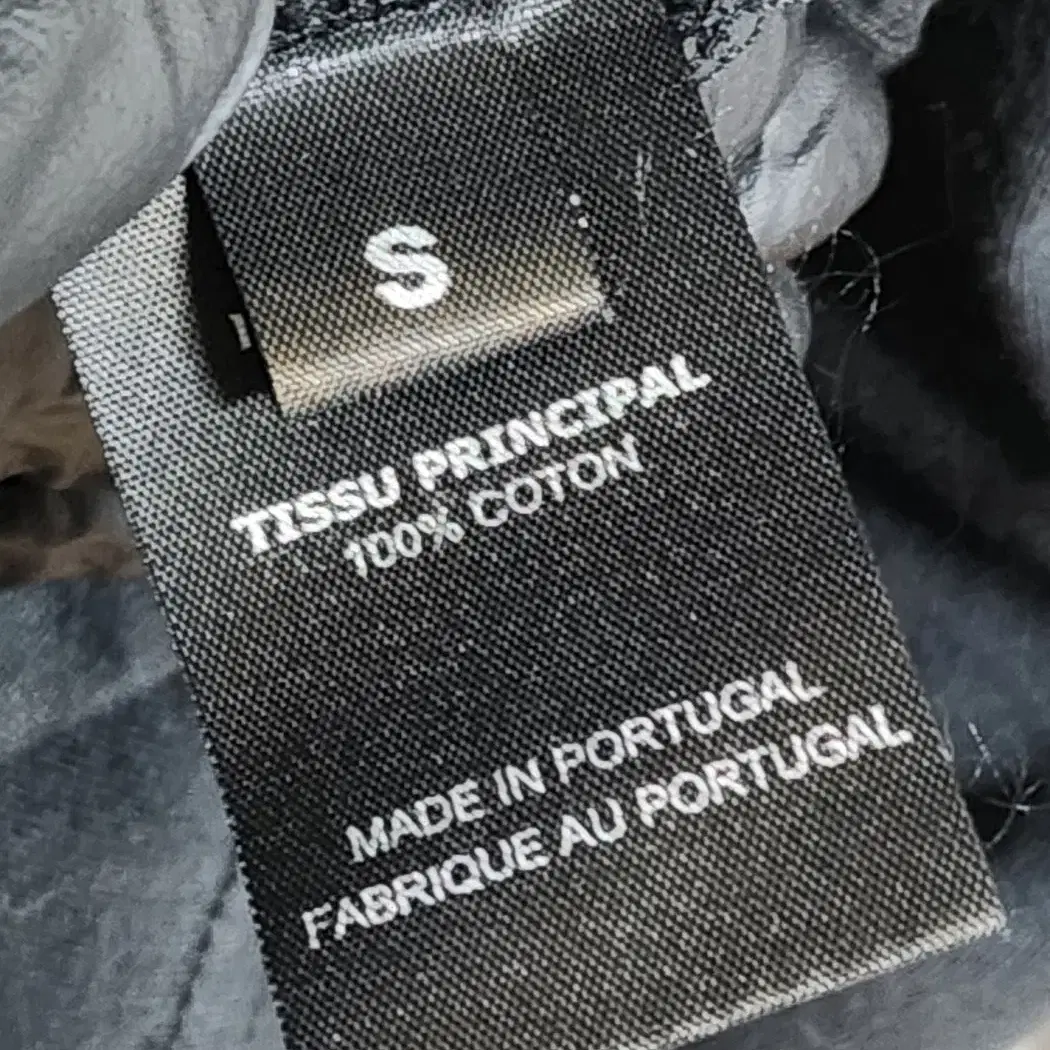 S
TISSU PRINCIPAL
100% COTON
MADE IN PORTUGAL
FABRIQUE AU PORTUGAL